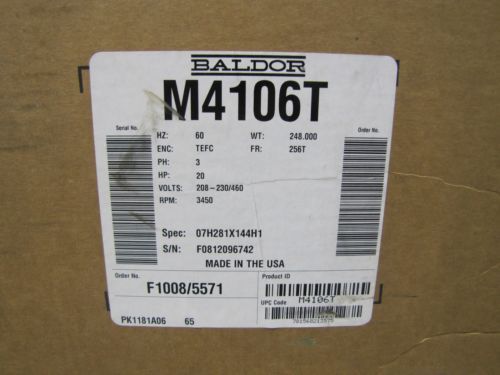 BALDOR
M4106T
Serial No.
Order No.
HZ: 60 WT: 248.000
ENC: TEFC FR: 256T
PH: 3
HP: 20
VOLTS: 208-230/460
RPM: 3450
Spec: 07H281X144H1
S/N: F0812096742
MADE IN THE USA
Order No.
F1008/5571
Product ID
UPC Code M4106T
PK1181A06 65